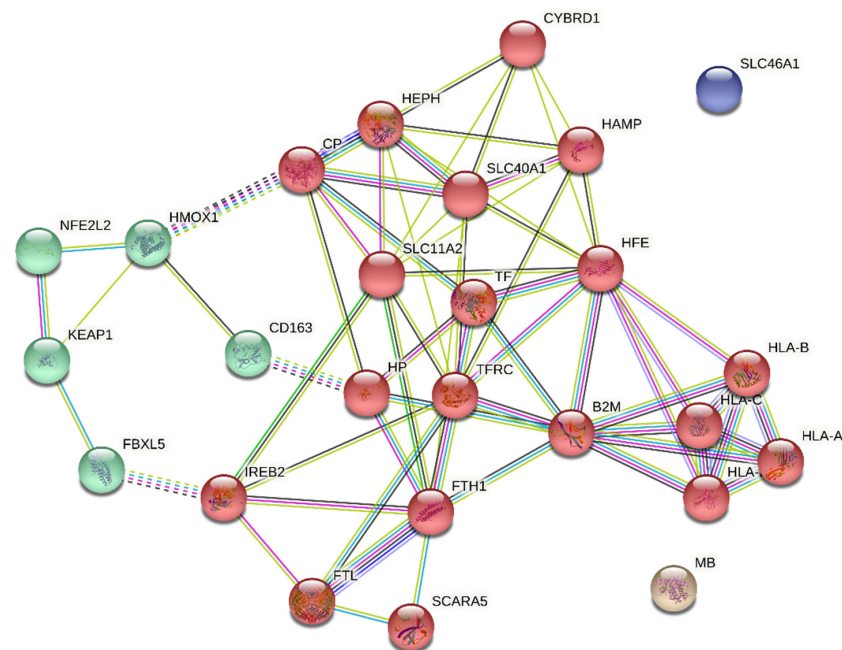 CYBRD1
SLC46A1
HEPH
HAMP
CP
SLC40A1
NFE2L2
HMOX1
SLC11A2
HFE
TF
KEAP1
CD163
HLA-B
HP
TFRC
B2M
HLA-C
HLA-A
FBXL5
IREB2
HLA-
FTH1
FTL
MB
SCARA5